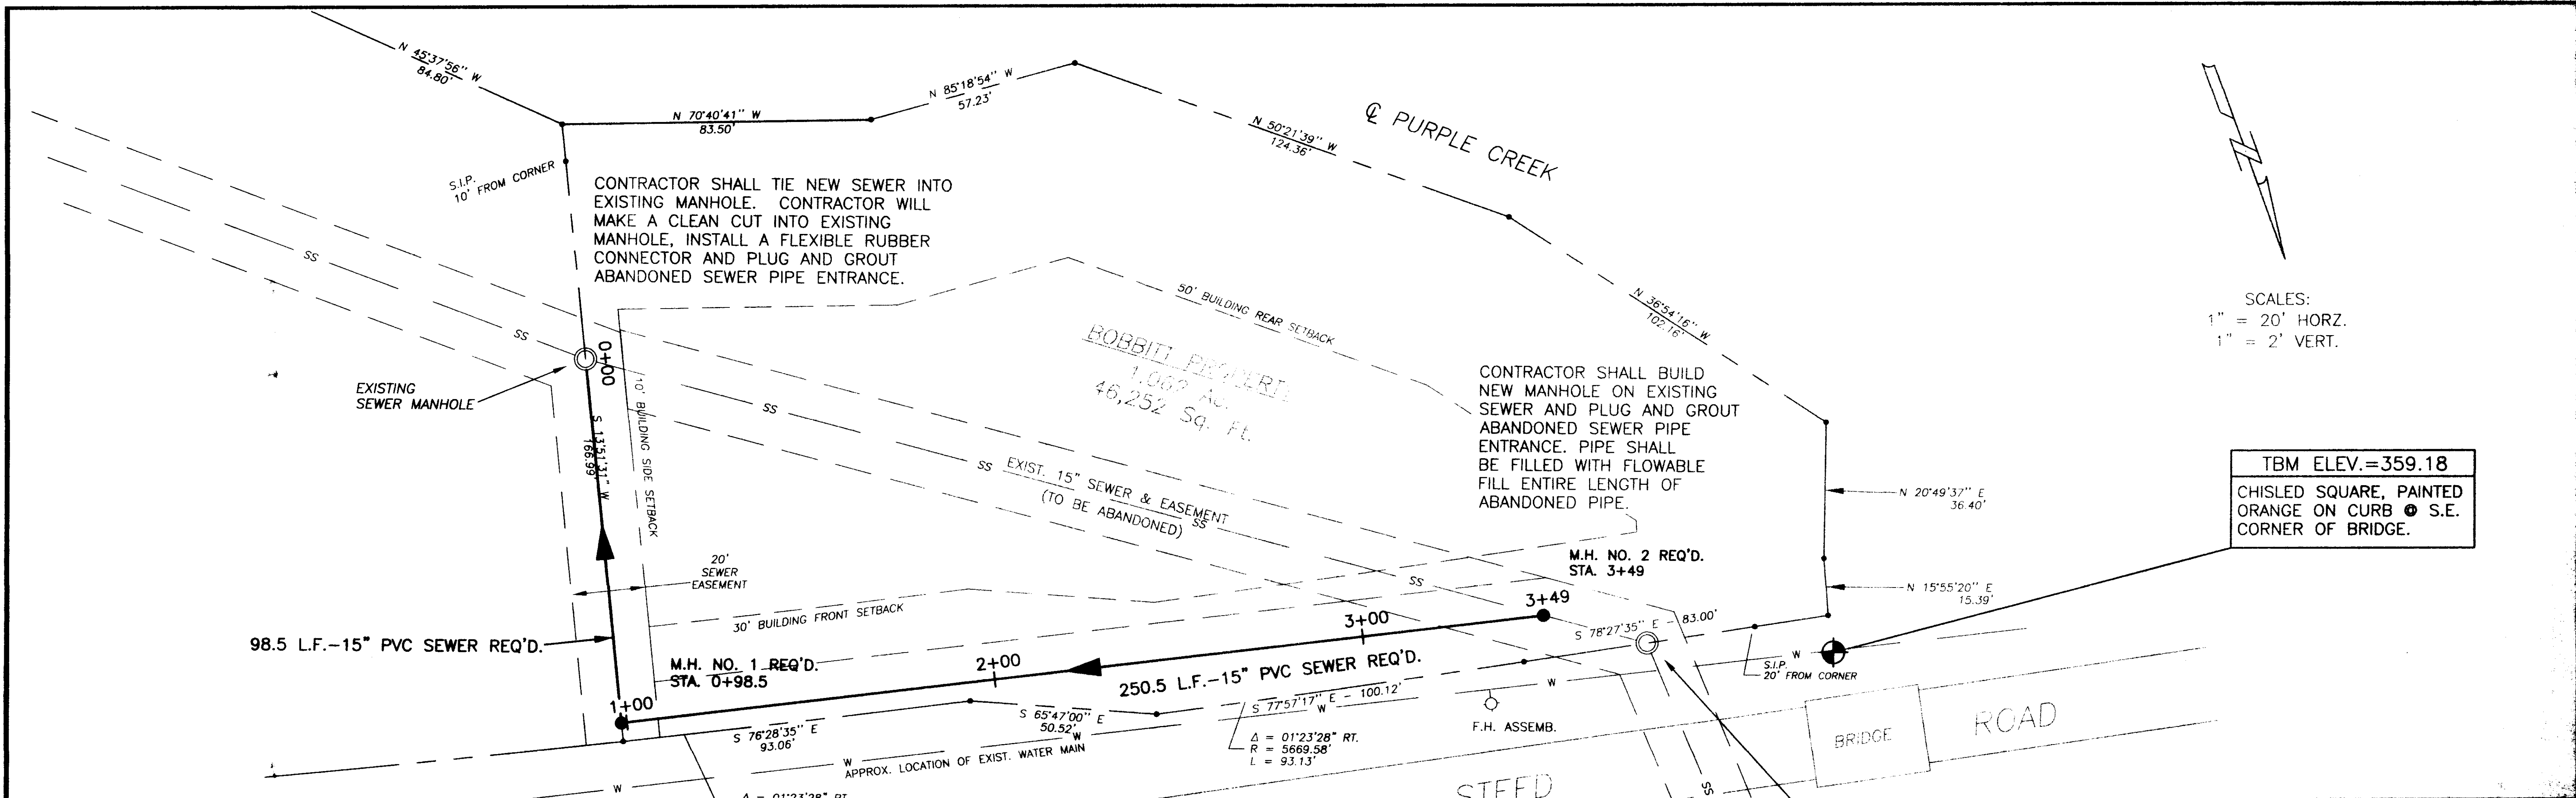 N 45°37'56" W
84.80'
N 70°40'41" W
83.50'
N 85°18'54" W
57.23'
N 50°21'39" W
124.36'
℄ PURPLE CREEK
S.I.P.
10' FROM CORNER
CONTRACTOR SHALL TIE NEW SEWER INTO
EXISTING MANHOLE. CONTRACTOR WILL
MAKE A CLEAN CUT INTO EXISTING
MANHOLE, INSTALL A FLEXIBLE RUBBER
CONNECTOR AND PLUG AND GROUT
ABANDONED SEWER PIPE ENTRANCE.
SS
SS
50' BUILDING REAR SETBACK
N 36°54'16" W
102.16'
SCALES:
1" = 20' HORZ.
1" = 2' VERT.
BOBBITT
46,252 Sq. Ft.
EXISTING
SEWER MANHOLE
0+00
S 13°51'31" W
166.99'
10' BUILDING SIDE SETBACK
SS
SS
EXIST. 15" SEWER & EASEMENT
(TO BE ABANDONED)
SS
CONTRACTOR SHALL BUILD
NEW MANHOLE ON EXISTING
SEWER AND PLUG AND GROUT
ABANDONED SEWER PIPE
ENTRANCE. PIPE SHALL
BE FILLED WITH FLOWABLE
FILL ENTIRE LENGTH OF
ABANDONED PIPE.
N 20°49'37" E
36.40'
TBM ELEV.=359.18
CHISLED SQUARE, PAINTED
ORANGE ON CURB @ S.E.
CORNER OF BRIDGE.
20'
SEWER
EASEMENT
30' BUILDING FRONT SETBACK
SS
M.H. NO. 2 REQ'D.
STA. 3+49
3+49
N 15°55'20" E
15.39'
98.5 L.F.-15" PVC SEWER REQ'D.
M.H. NO. 1 REQ'D.
STA. 0+98.5
1+00
2+00
3+00
250.5 L.F.-15" PVC SEWER REQ'D.
S 78°27'35" E - 83.00'
W
S.I.P.
20' FROM CORNER
S 76°28'35" E
93.06'
S 65°47'00" E
50.52'
S 77°57'17" E - 100.12'
W
W
W
F.H. ASSEMB.
Δ = 01°23'28" RT.
R = 5669.58'
L = 93.13'
W
APPROX. LOCATION OF EXIST. WATER MAIN
W
Δ = 01°23'28" RT.
STEED
SS
BRIDGE
ROAD